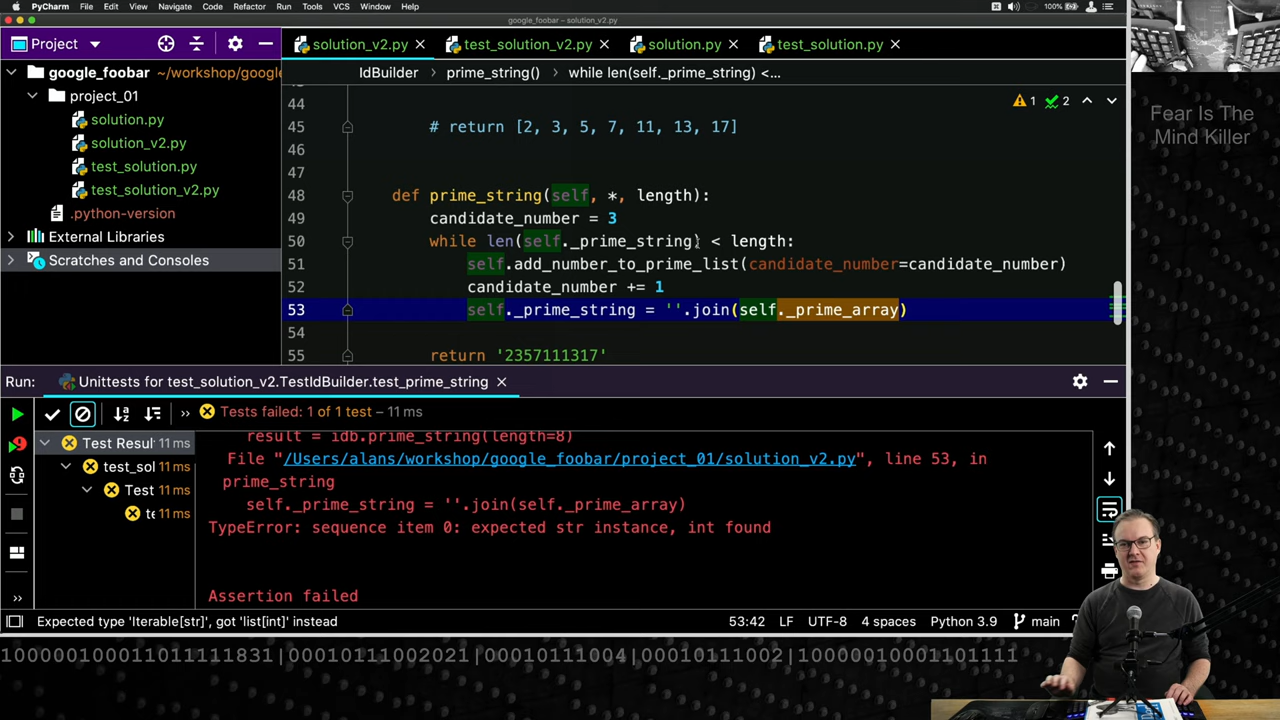 PyCharm File Edit View Navigate Code Refactor Run Tools VCS Window Help 100%
google_foobar – solution_v2.py
Project
solution_v2.py test_solution_v2.py solution.py test_solution.py
google_foobar ~/workshop/google
IdBuilder prime_string() while len(self._prime_string) <...
project_01
solution.py
solution_v2.py
test_solution.py
test_solution_v2.py
.python-version
External Libraries
Scratches and Consoles
44
45 # return [2, 3, 5, 7, 11, 13, 17]
46
47
48 def prime_string(self, *, length):
49 candidate_number = 3
50 while len(self._prime_string) < length:
51 self.add_number_to_prime_list(candidate_number=candidate_number)
52 candidate_number += 1
53 self._prime_string = ''.join(self._prime_array)
54
55 return '2357111317'
1 2
Fear Is The
Mind Killer
Run: Unittests for test_solution_v2.TestIdBuilder.test_prime_string
Tests failed: 1 of 1 test – 11 ms
Test Resul 11 ms
test_sol 11 ms
Test 11 ms
te 11 ms
result = idb.prime_string(length=8)
File "/Users/alans/workshop/google_foobar/project_01/solution_v2.py", line 53, in
prime_string
self._prime_string = ''.join(self._prime_array)
TypeError: sequence item 0: expected str instance, int found
Assertion failed
Expected type 'Iterable[str]', got 'list[int]' instead 53:42 LF UTF-8 4 spaces Python 3.9 main
100000100011011111831|00010111002021|00010111004|00010111002|10000010001101111